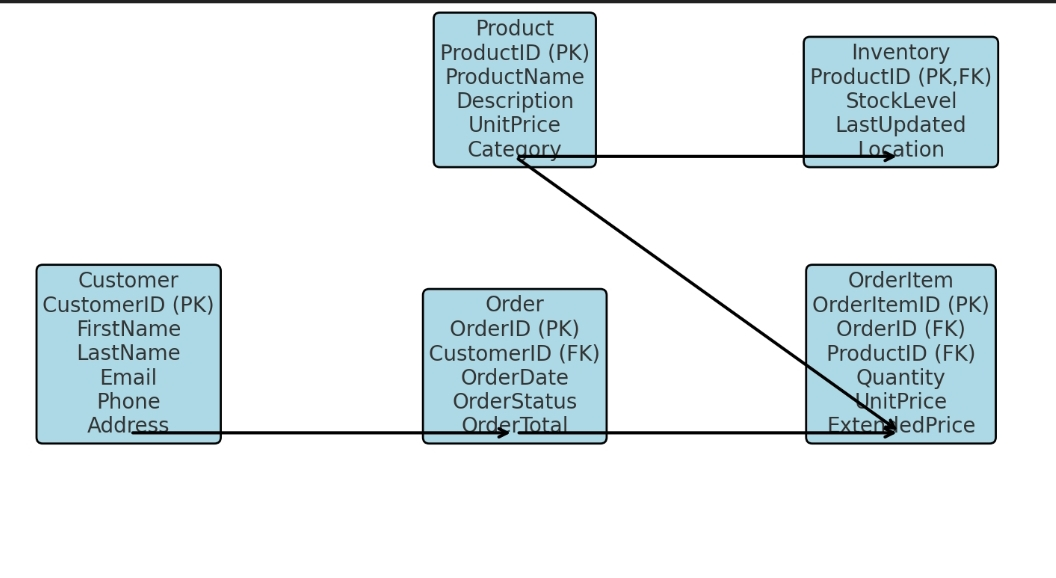 Product
ProductID (PK)
ProductName
Description
UnitPrice
Category
Inventory
ProductID (PK,FK)
StockLevel
LastUpdated
Location
Customer
CustomerID (PK)
FirstName
LastName
Email
Phone
Address
Order
OrderID (PK)
CustomerID (FK)
OrderDate
OrderStatus
OrderTotal
OrderItem
OrderItemID (PK)
OrderID (FK)
ProductID (FK)
Quantity
UnitPrice
ExtendedPrice